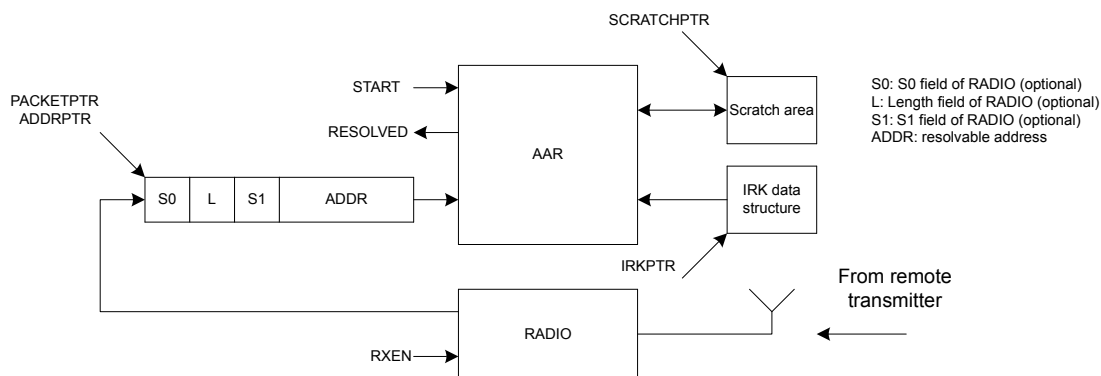 SCRATCHPTR
START
PACKETPTR
ADDRPTR
RESOLVED
AAR
Scratch area
S0: S0 field of RADIO (optional)
L: Length field of RADIO (optional)
S1: S1 field of RADIO (optional)
ADDR: resolvable address
S0 L S1 ADDR
IRK data
structure
IRKPTR
From remote
transmitter
RADIO
RXEN